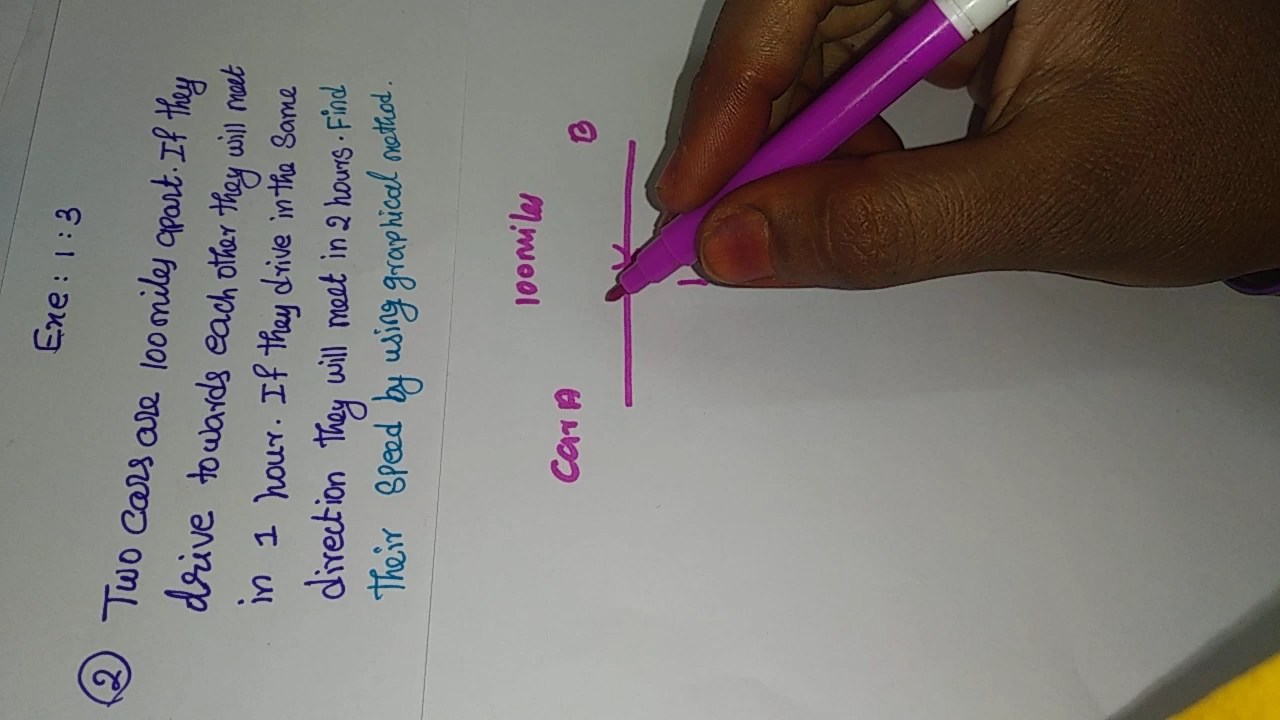 Exe: 1:3
② Two Cars are 100 miles apart. If they
drive towards each other they will meet
in 1 hour. If they drive in the same
direction they will meet in 2 hours. Find
their speed by using graphical method.
100miles
Car A B